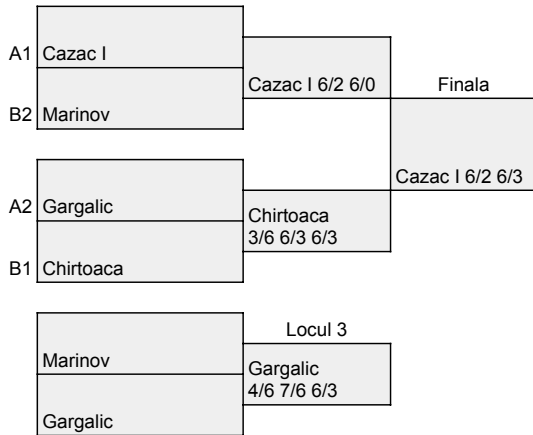 A1 Cazac I
Cazac I 6/2 6/0
Finala
B2 Marinov
Cazac I 6/2 6/3
A2 Gargalic
Chirtoaca
3/6 6/3 6/3
B1 Chirtoaca
Locul 3
Marinov
Gargalic
4/6 7/6 6/3
Gargalic